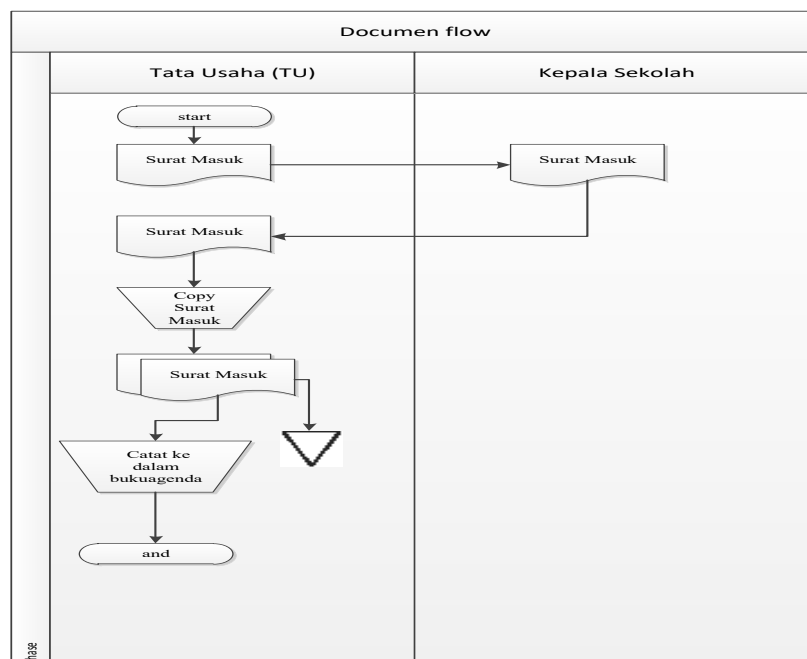 Documen flow
Tata Usaha (TU)
Kepala Sekolah
start
Surat Masuk
Surat Masuk
Surat Masuk
Copy
Surat
Masuk
Surat Masuk
Catat ke
dalam
bukuagenda
and
hase